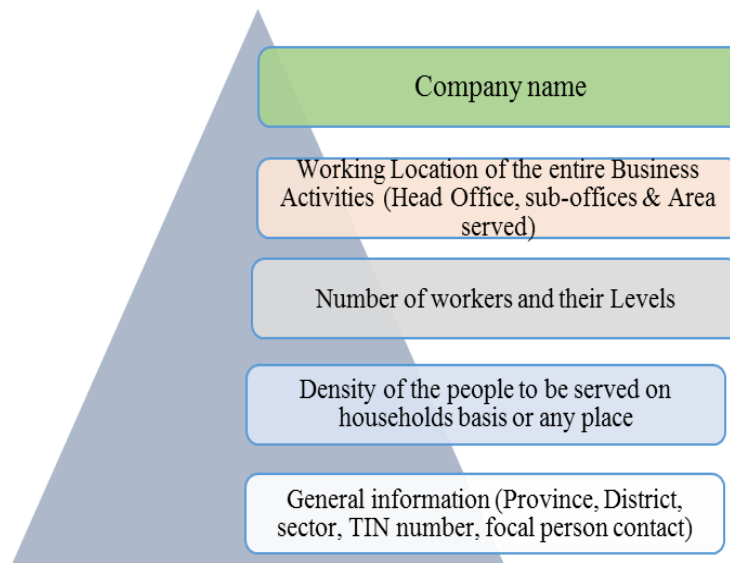 Company name
Working Location of the entire Business
Activities (Head Office, sub-offices & Area
served)
Number of workers and their Levels
Density of the people to be served on
households basis or any place
General information (Province, District,
sector, TIN number, focal person contact)